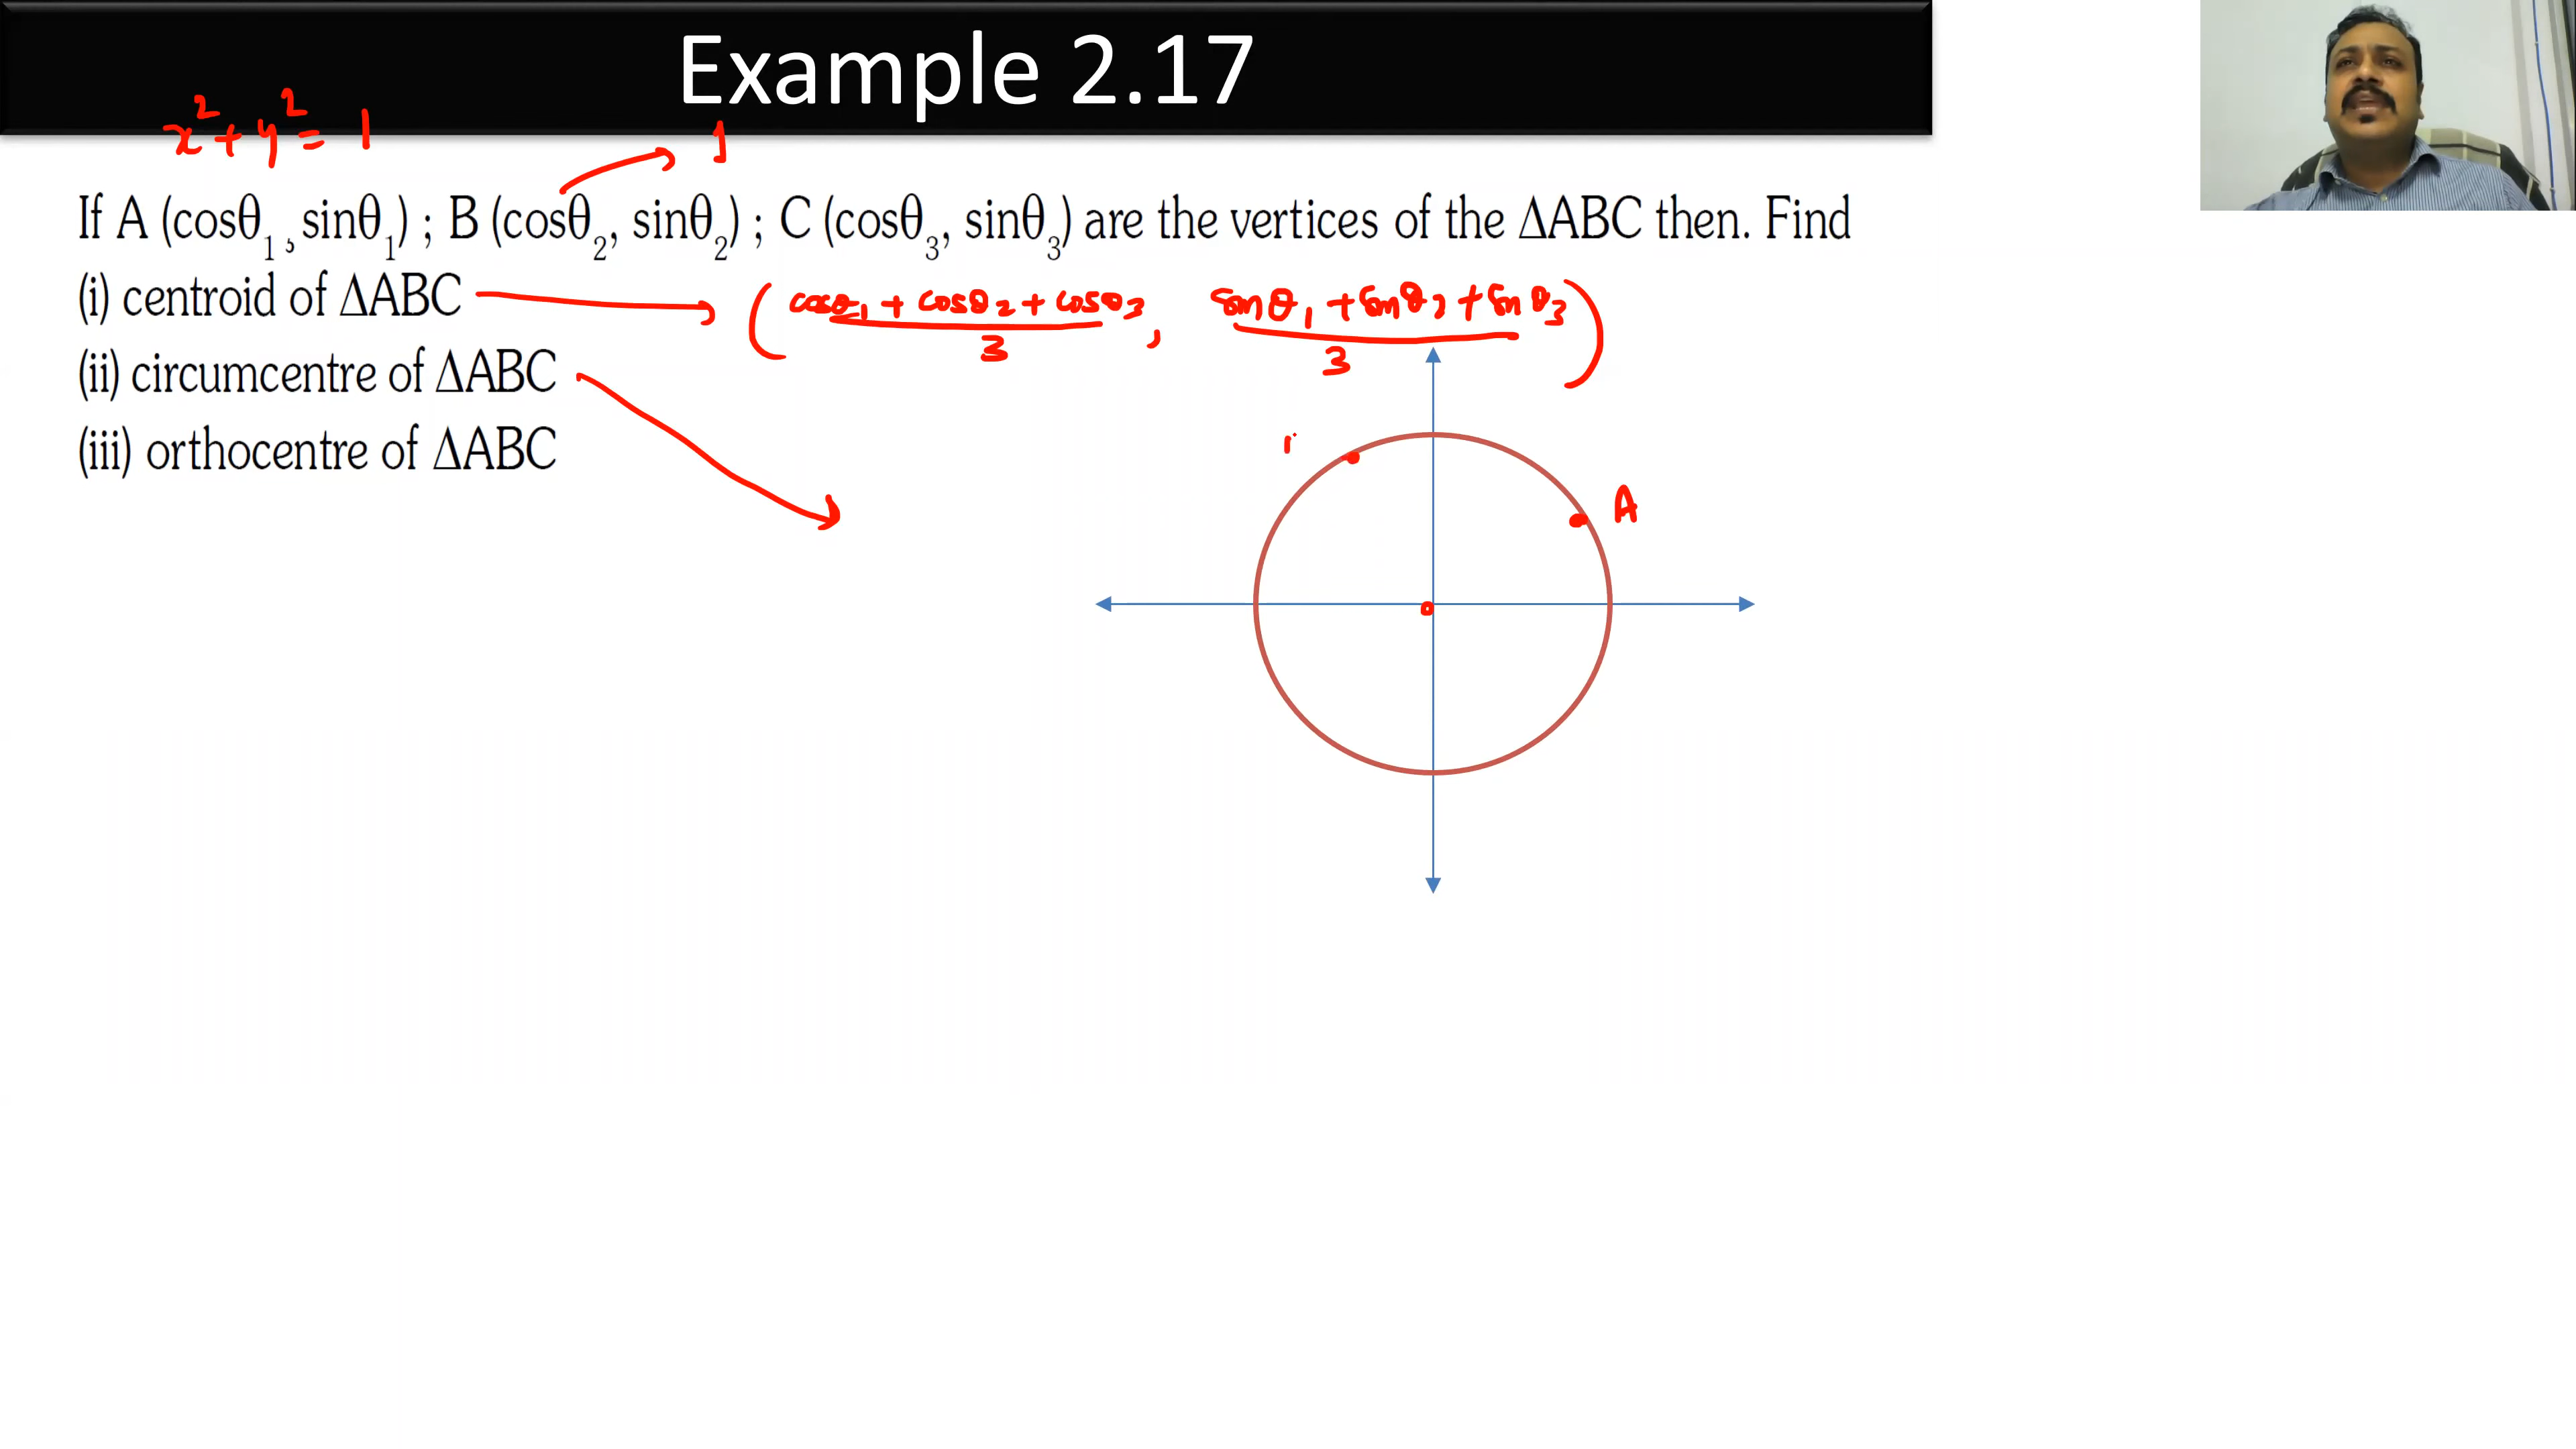 Example 2.17
x² + y² = 1
1
If A (cosθ₁, sinθ₁) ; B (cosθ₂, sinθ₂) ; C (cosθ₃, sinθ₃) are the vertices of the ΔABC then. Find
(i) centroid of ΔABC
(cosθ₁ + cosθ₂ + cosθ₃ / 3, sinθ₁ + sinθ₂ + sinθ₃ / 3)
(ii) circumcentre of ΔABC
(iii) orthocentre of ΔABC
A